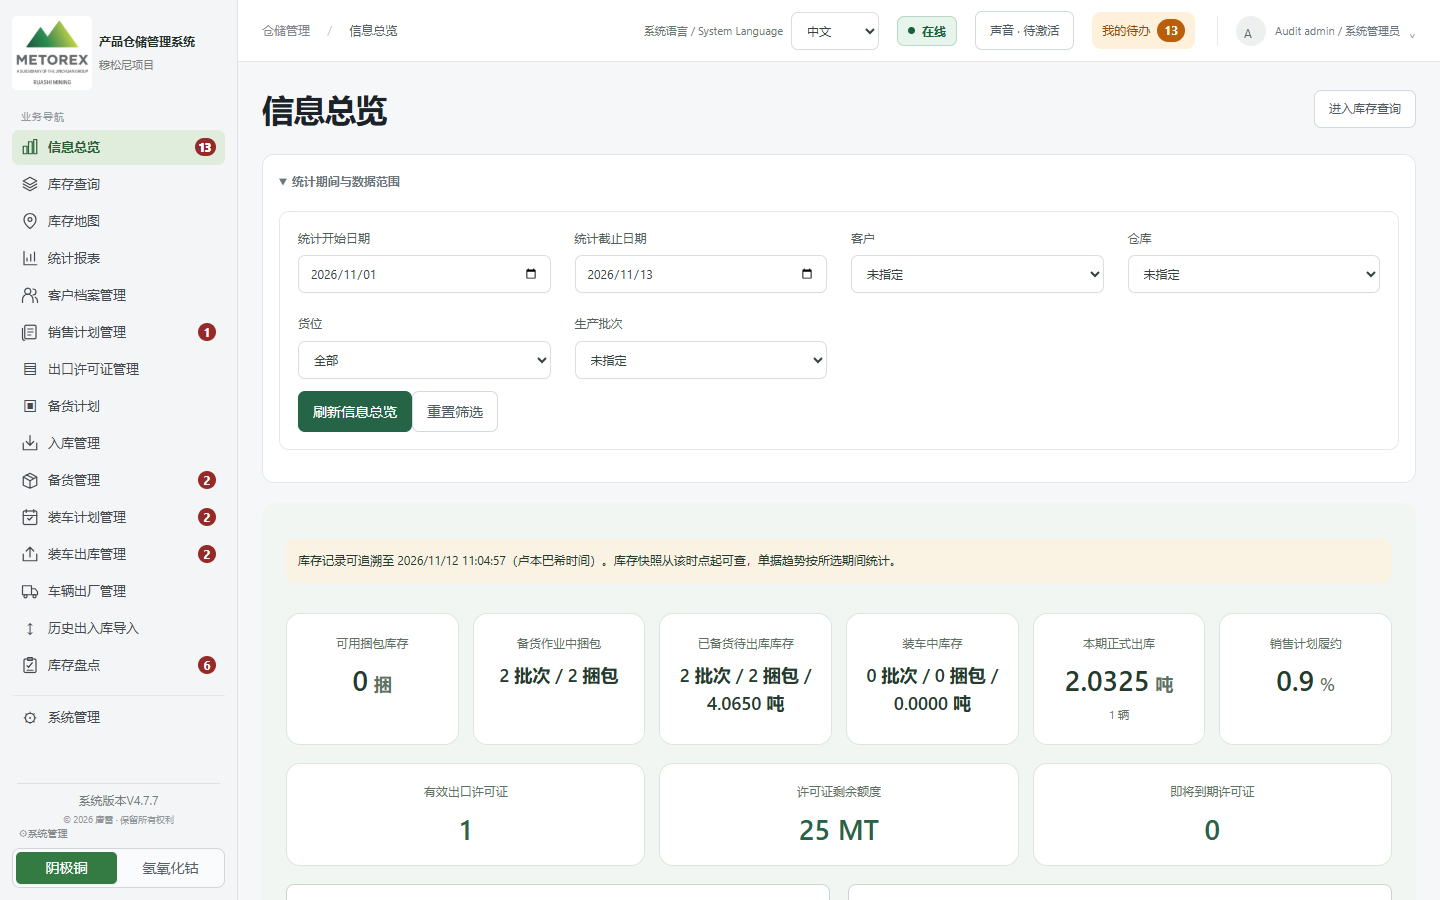 METOREX
A SUBSIDIARY OF THE JINCHUAN GROUP
RUASHI MINING
产品仓储管理系统
穆松尼项目
业务导航
信息总览 13
库存查询
库存地图
统计报表
客户档案管理
销售计划管理 1
出口许可证管理
备货计划
入库管理
备货管理 2
装车计划管理 2
装车出库管理 2
车辆出厂管理
历史出入库导入
库存盘点 6
系统管理
系统版本V4.7.7
系统管理
阴极铜 氢氧化钴
仓储管理 / 信息总览
系统语言 / System Language 中文 在线 声音 · 待激活 我的待办 13 A Audit admin / 系统管理员
信息总览
进入库存查询
▼ 统计期间与数据范围
统计开始日期 统计截止日期 客户 仓库
2026/11/01 2026/11/13 未指定 未指定
货位 生产批次
全部 未指定
刷新信息总览 重置筛选
库存记录可追溯至 2026/11/12 11:04:57（卢本巴希时间）。库存快照从该时点起可查，单据趋势按所选期间统计。
可用捆包库存
0 捆
备货作业中捆包
2 批次 / 2 捆包
已备货待出库库存
2 批次 / 2 捆包 /
4.0650 吨
装车中库存
0 批次 / 0 捆包 /
0.0000 吨
本期正式出库
2.0325 吨
1 辆
销售计划履约
0.9 %
有效出口许可证
1
许可证剩余额度
25 MT
即将到期许可证
0